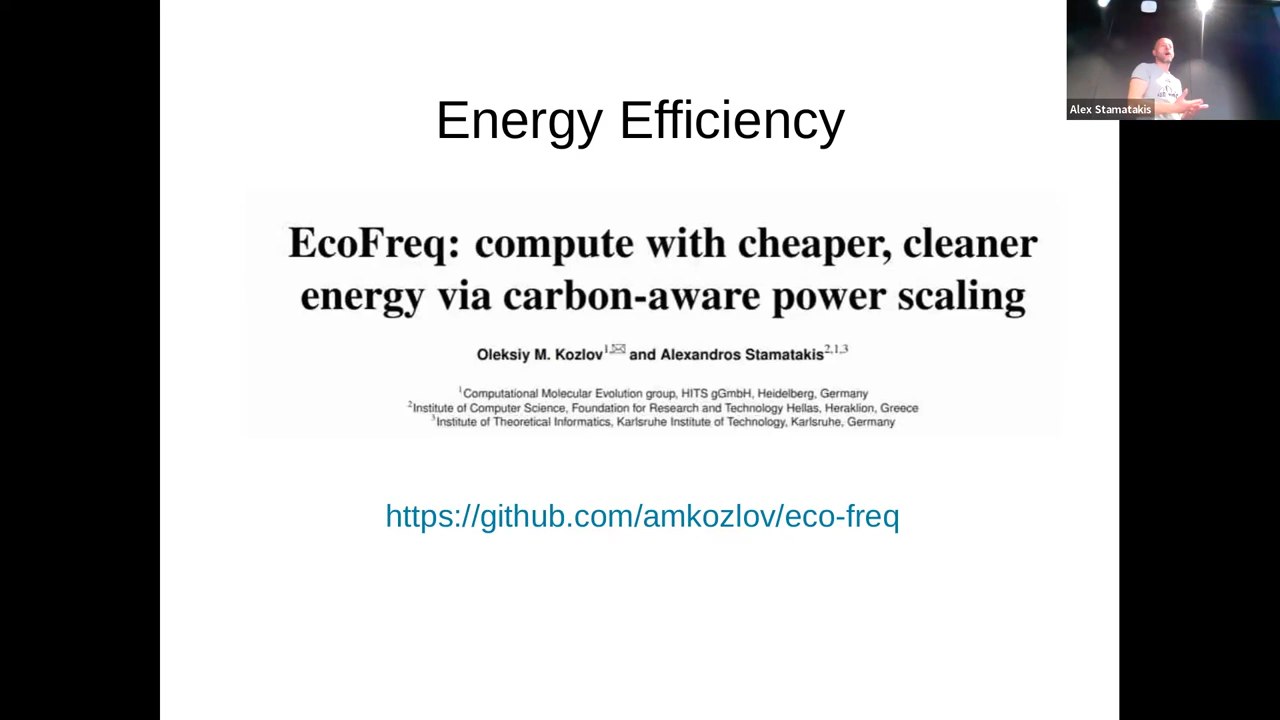 Energy Efficiency
EcoFreq: compute with cheaper, cleaner
energy via carbon-aware power scaling
Oleksiy M. Kozlov1,✉ and Alexandros Stamatakis2,1,3
1Computational Molecular Evolution group, HITS gGmbH, Heidelberg, Germany
2Institute of Computer Science, Foundation for Research and Technology Hellas, Heraklion, Greece
3Institute of Theoretical Informatics, Karlsruhe Institute of Technology, Karlsruhe, Germany
https://github.com/amkozlov/eco-freq
Alex Stamatakis